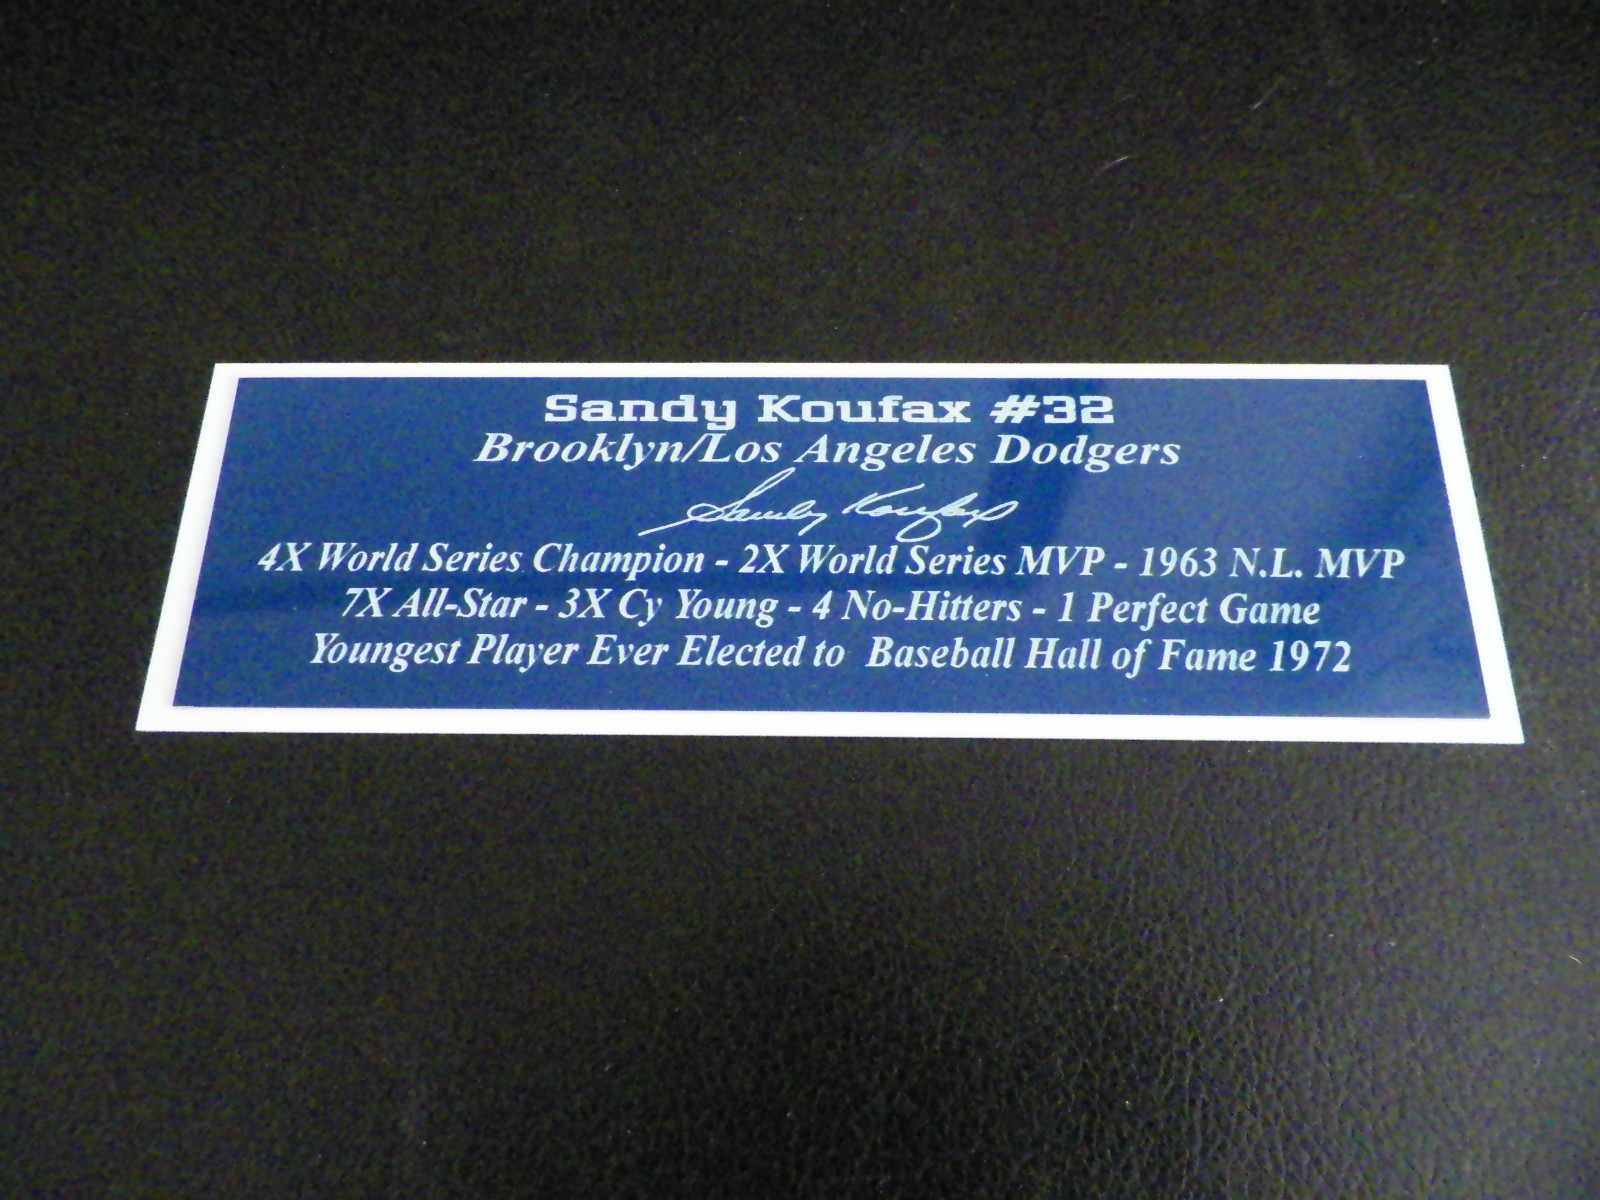 Sandy Koufax #32
Brooklyn/Los Angeles Dodgers
Sandy Koufax
4X World Series Champion - 2X World Series MVP - 1963 N.L. MVP
7X All-Star - 3X Cy Young - 4 No-Hitters - 1 Perfect Game
Youngest Player Ever Elected to Baseball Hall of Fame 1972